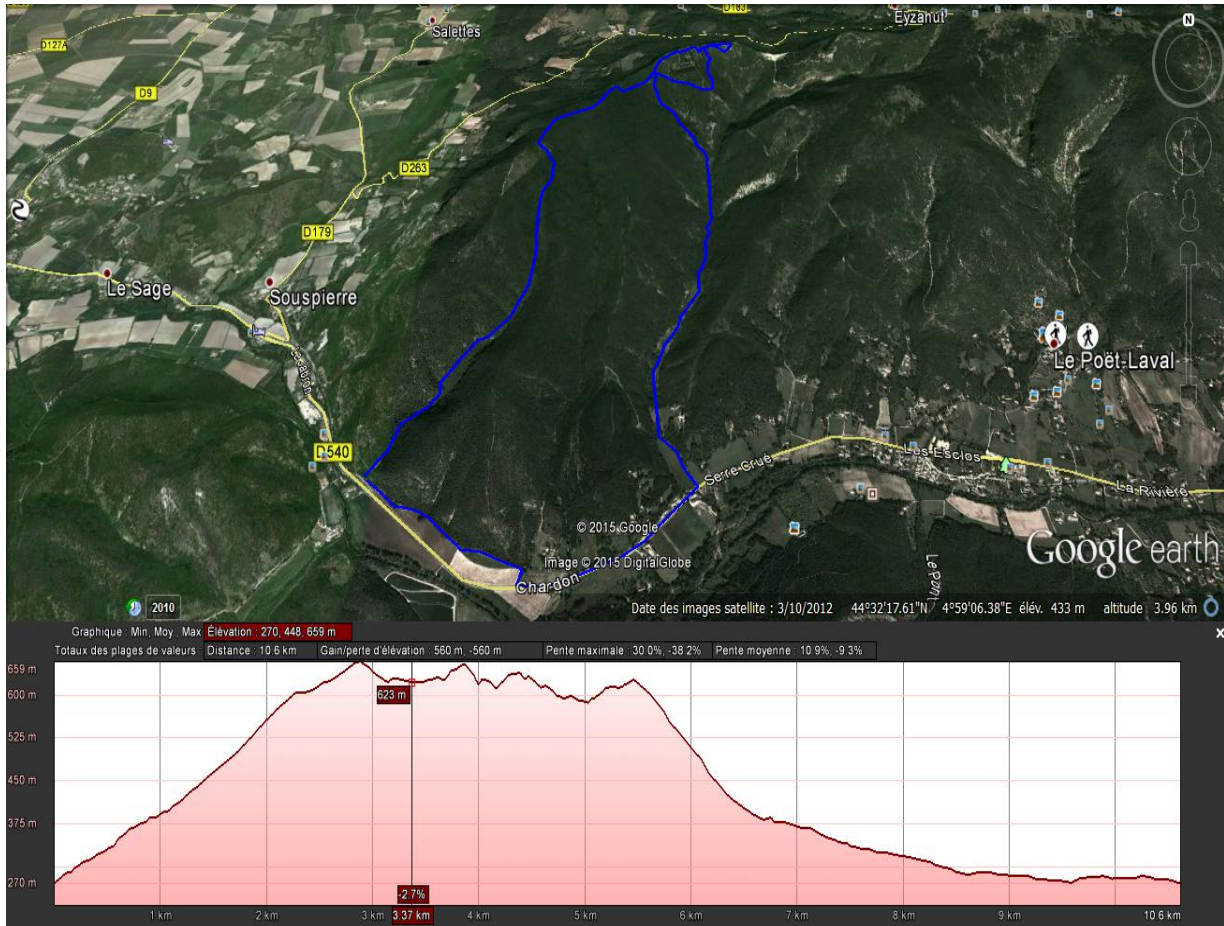 D183
Eyzahut
N
Salettes
D127A
D9
D263
D179
Le Sage
Souspierre
Le Poët-Laval
D540
Serre Crué
Les Esclos
La Rivière
© 2015 Google
Image © 2015 DigitalGlobe
Chardon
Le Pont
Google earth
2010
Date des images satellite : 3/10/2012 44°32'17.61"N 4°59'06.38"E élév. 433 m altitude 3.96 km
Graphique : Min, Moy., Max Élévation : 270, 448, 659 m
x
Totaux des plages de valeurs : Distance : 10.6 km Gain/perte d'élévation : 560 m, -560 m Pente maximale : 30.0%, -38.2% Pente moyenne : 10.9%, -9.3%
659 m
600 m
623 m
525 m
450 m
375 m
270 m
-2.7%
1 km 2 km 3 km 3.37 km 4 km 5 km 6 km 7 km 8 km 9 km 10.6 km